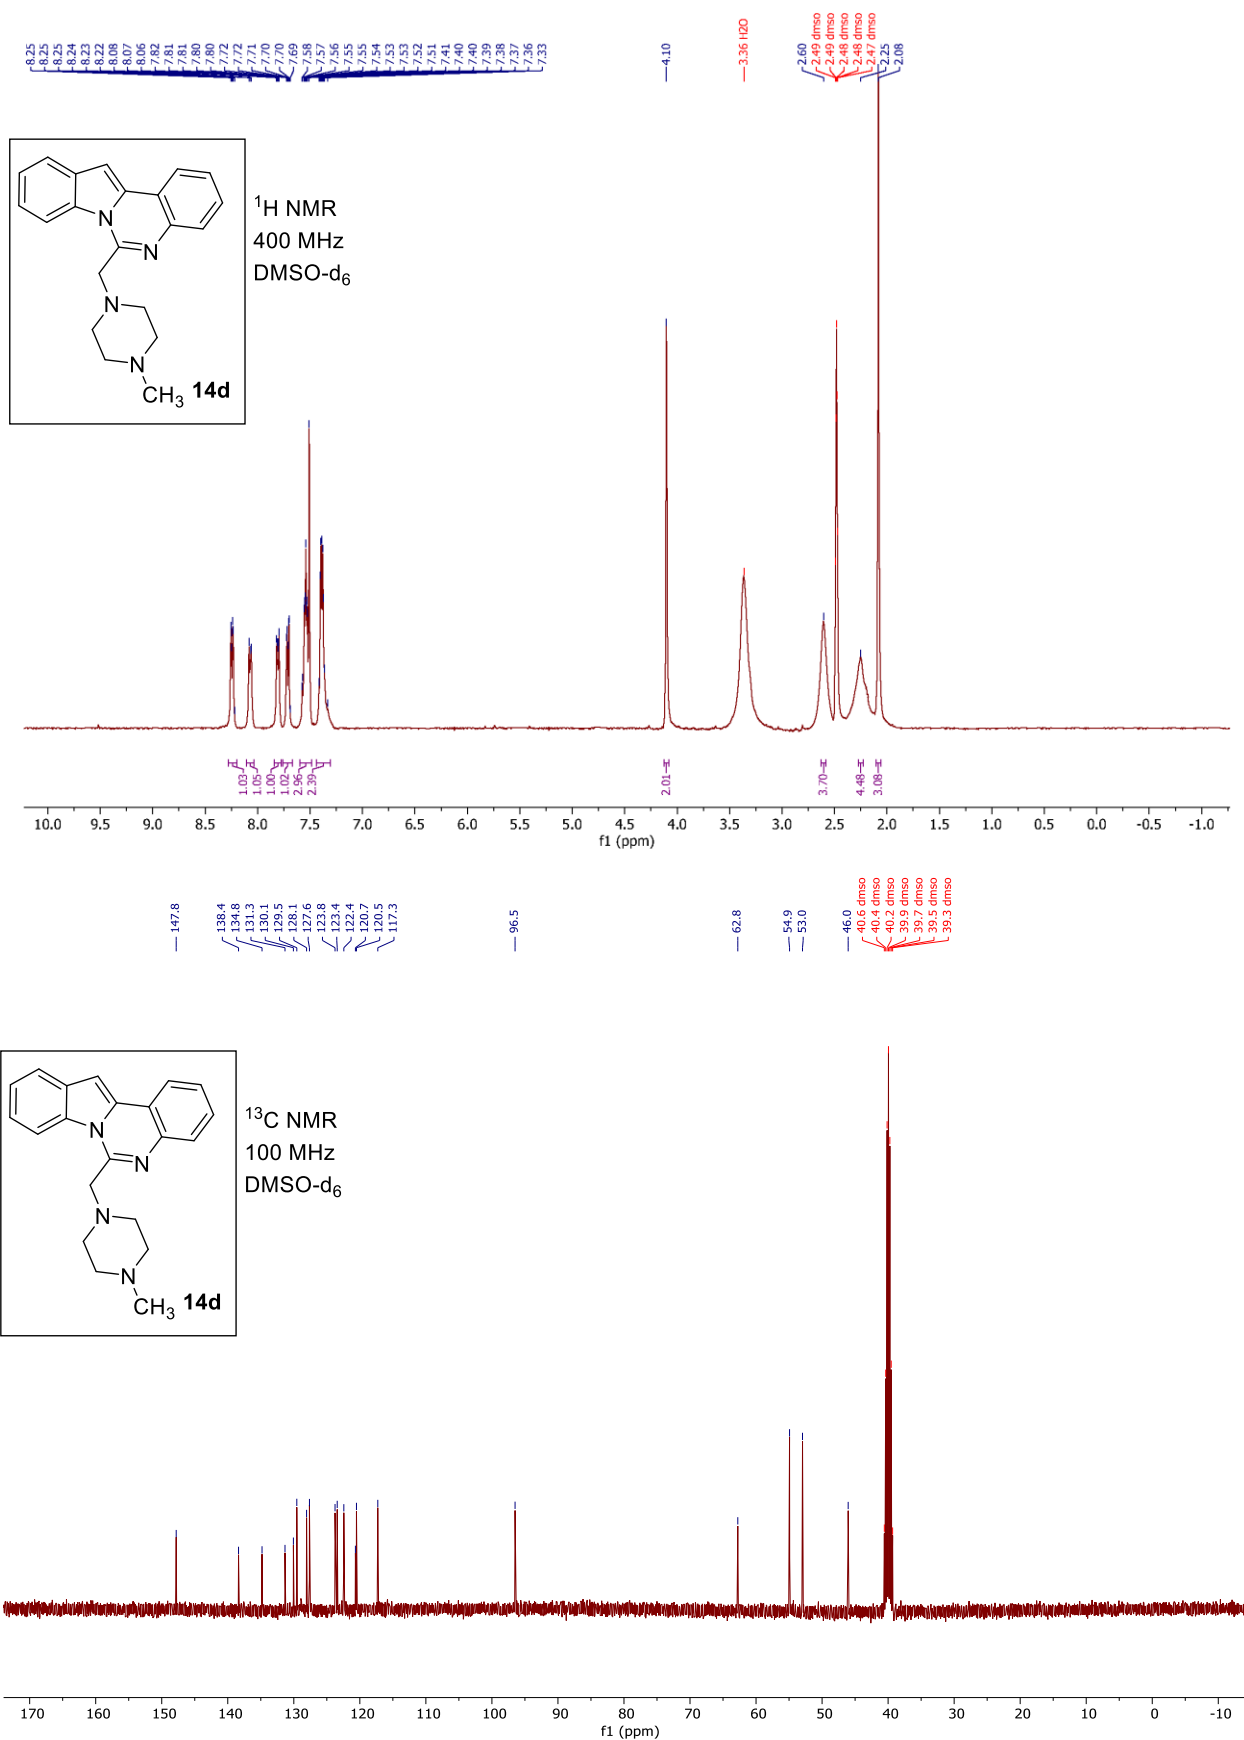 8.25 8.25 8.25 8.24 8.23 8.22 8.08 8.07 8.06 7.82 7.81 7.81 7.80 7.80 7.72 7.72 7.71 7.70 7.70 7.69 7.58 7.57 7.56 7.55 7.55 7.54 7.53 7.53 7.52 7.51 7.41 7.40 7.40 7.39 7.38 7.37 7.36 7.33 4.10 3.36 H2O 2.60 2.49 dmso 2.49 dmso 2.48 dmso 2.48 dmso 2.47 dmso 2.25 2.08
N
N
N
N
CH3 14d
1H NMR
400 MHz
DMSO-d6
1.03 1.05 1.00 1.02 2.96 2.39 2.01 3.70 4.48 3.08
10.0 9.5 9.0 8.5 8.0 7.5 7.0 6.5 6.0 5.5 5.0 4.5 4.0 3.5 3.0 2.5 2.0 1.5 1.0 0.5 0.0 -0.5 -1.0
f1 (ppm)
147.8 138.4 134.8 131.3 130.1 129.5 128.1 127.6 123.8 123.4 122.4 120.7 120.5 117.3 96.5 62.8 54.9 53.0 46.0 40.6 dmso 40.4 dmso 40.2 dmso 39.9 dmso 39.7 dmso 39.5 dmso 39.3 dmso
N
N
N
N
CH3 14d
13C NMR
100 MHz
DMSO-d6
170 160 150 140 130 120 110 100 90 80 70 60 50 40 30 20 10 0 -10
f1 (ppm)